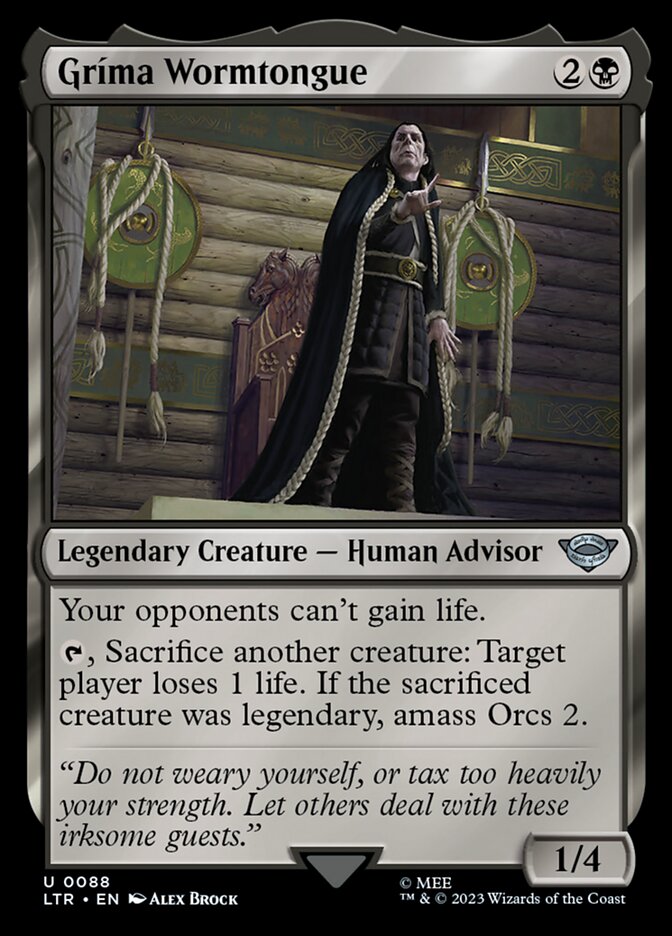 Gríma Wormtongue 2
Legendary Creature — Human Advisor
Your opponents can't gain life.
, Sacrifice another creature: Target
player loses 1 life. If the sacrificed
creature was legendary, amass Orcs 2.
“Do not weary yourself, or tax too heavily
your strength. Let others deal with these
irksome guests.”
1/4
U 0088
LTR • EN Alex Brock
© MEE
™ & © 2023 Wizards of the Coast